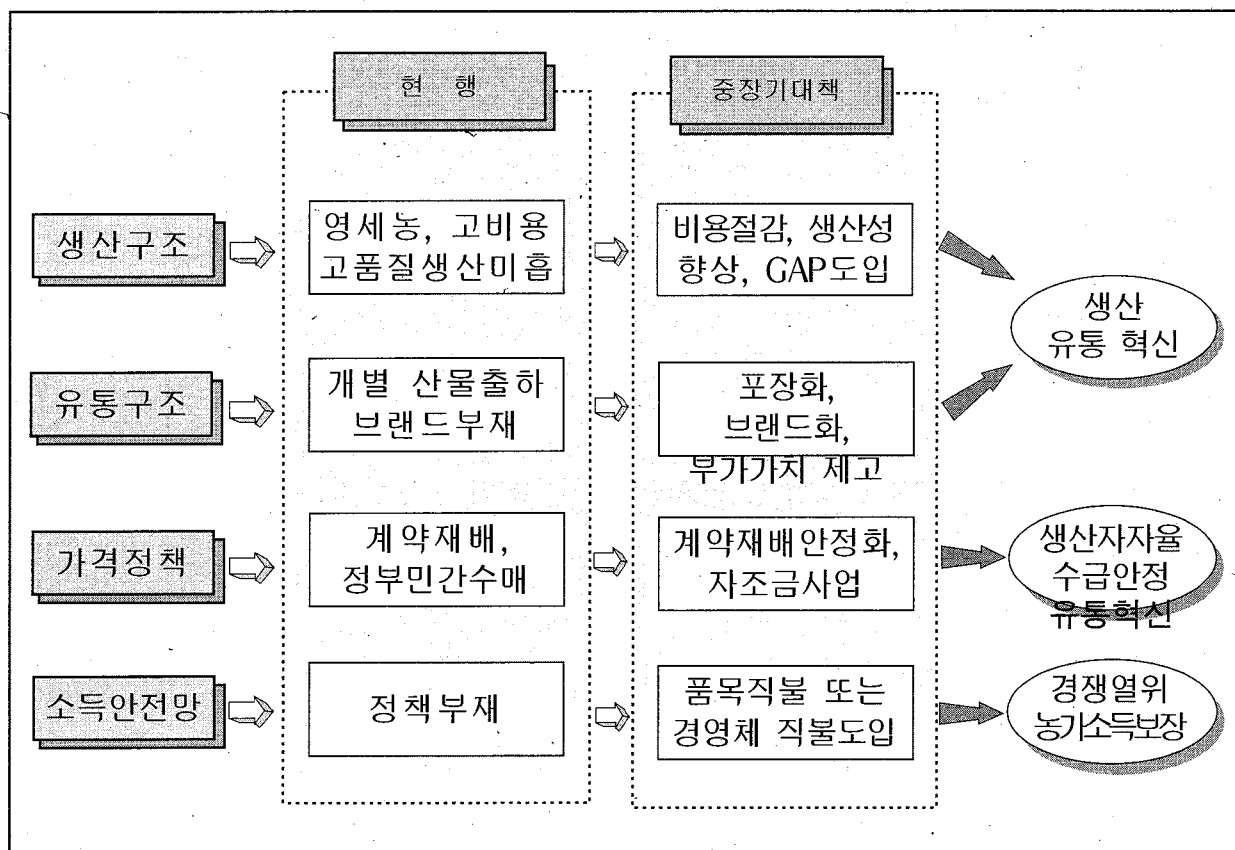 현 행
중장기대책
생산구조
영세농, 고비용
고품질생산미흡
비용절감, 생산성
향상, GAP도입
생산
유통 혁신
유통구조
개별 산물출하
브랜드부재
포장화,
브랜드화,
부가가치 제고
가격정책
계약재배,
정부민간수매
계약재배안정화,
자조금사업
생산자자율
수급안정
유통혁신
소득안전망
정책부재
품목직불 또는
경영체 직불도입
경쟁열위
농가소득보장